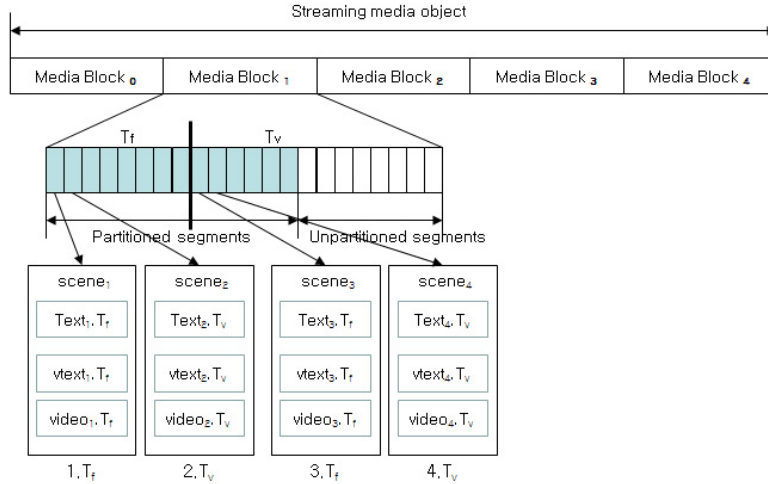 Streaming media object
Media Block 0 Media Block 1 Media Block 2 Media Block 3 Media Block 4
Tf Tv
Partitioned segments Unpartitioned segments
scene1 scene2 scene3 scene4
Text1, Tf Text2, Tv Text3, Tf Text4, Tv
vtext1, Tf vtext2, Tv vtext3, Tf vtext4, Tv
video1, Tf video2, Tv video3, Tf video4, Tv
1, Tf 2, Tv 3, Tf 4, Tv